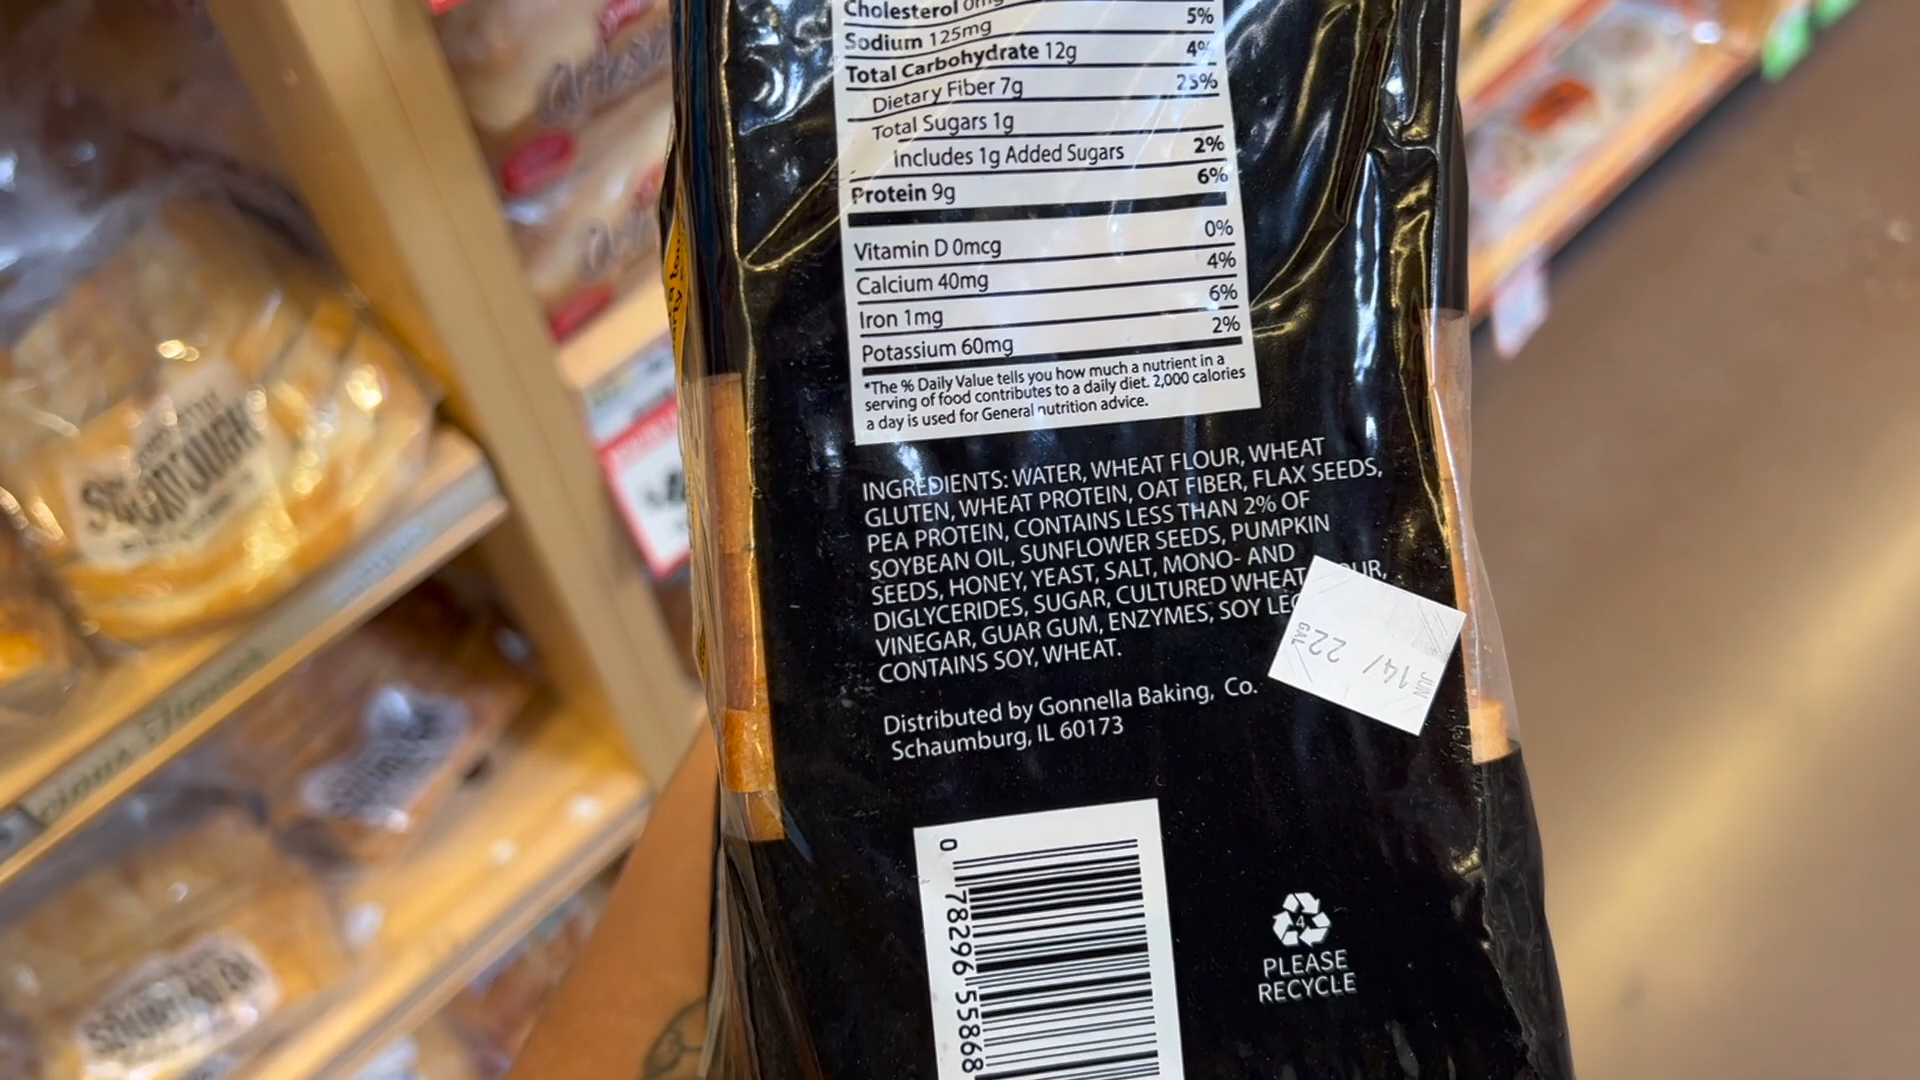 Cholesterol 0mg
Sodium 125mg 5%
Total Carbohydrate 12g 4%
Dietary Fiber 7g 25%
Total Sugars 1g
Includes 1g Added Sugars 2%
Protein 9g 6%
Vitamin D 0mcg 0%
Calcium 40mg 4%
Iron 1mg 6%
Potassium 60mg 2%
*The % Daily Value tells you how much a nutrient in a
serving of food contributes to a daily diet. 2,000 calories
a day is used for General nutrition advice.
INGREDIENTS: WATER, WHEAT FLOUR, WHEAT
GLUTEN, WHEAT PROTEIN, OAT FIBER, FLAX SEEDS,
PEA PROTEIN, CONTAINS LESS THAN 2% OF
SOYBEAN OIL, SUNFLOWER SEEDS, PUMPKIN
SEEDS, HONEY, YEAST, SALT, MONO- AND
DIGLYCERIDES, SUGAR, CULTURED WHEAT
VINEGAR, GUAR GUM, ENZYMES, SOY
CONTAINS SOY, WHEAT.
JUN 14/ 22
GAL
Distributed by Gonnella Baking, Co.
Schaumburg, IL 60173
0 78296 55868
4
PLEASE
RECYCLE